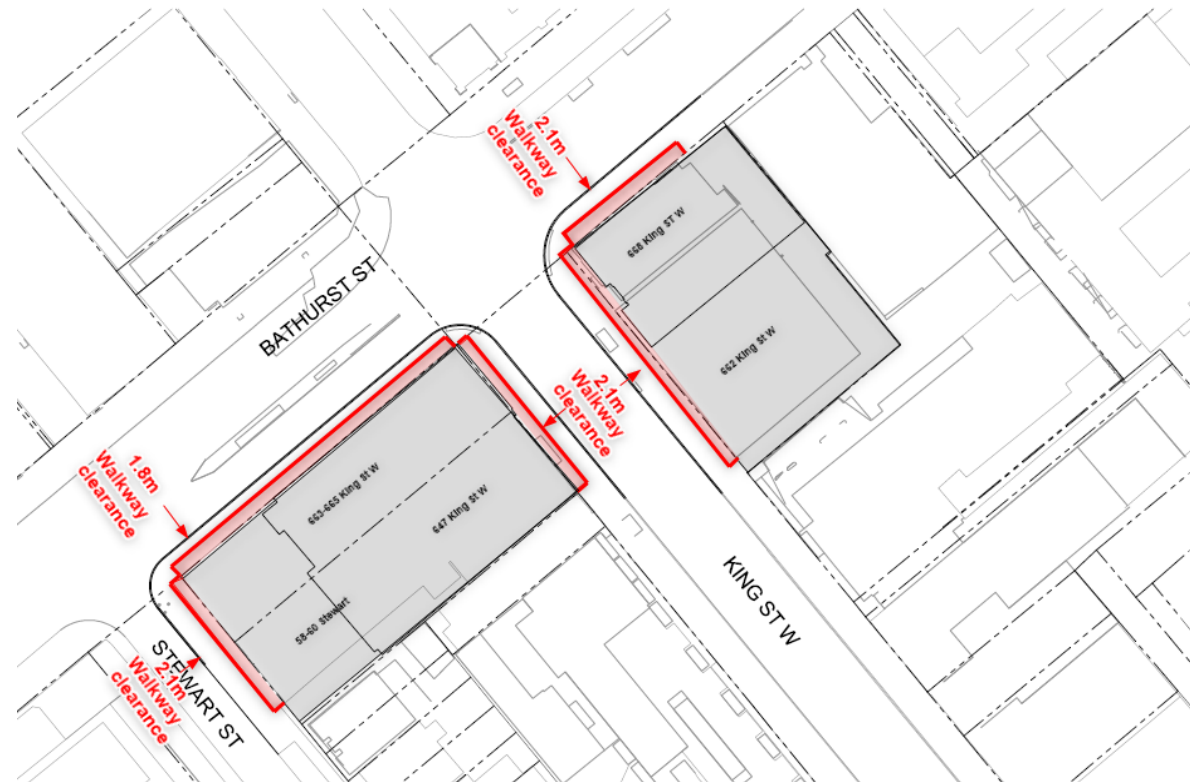 2.1m
Walkway
clearance
668 King ST W
BATHURST ST
662 King St W
2.1m
Walkway
clearance
1.8m
Walkway
clearance
663-665 King St W
647 King St W
KING ST W
58-60 Stewart
STEWART ST
2.1m
Walkway
clearance